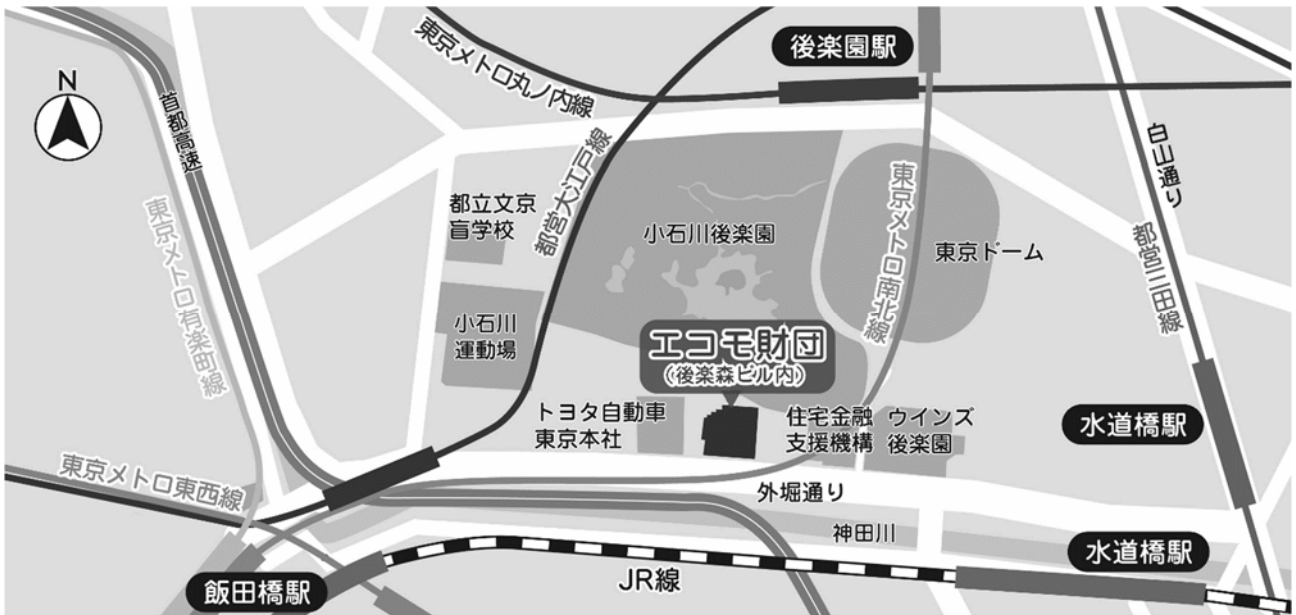 後楽園駅
東京メトロ丸ノ内線
N
首都高速
白山通り
都営大江戸線
都立文京
盲学校
東京メトロ南北線
東京メトロ有楽町線
小石川後楽園
東京ドーム
都営三田線
小石川
運動場
エコモ財団
(後楽森ビル内)
トヨタ自動車
東京本社
住宅金融
支援機構
ウインズ
後楽園
水道橋駅
東京メトロ東西線
外堀通り
神田川
水道橋駅
JR線
飯田橋駅